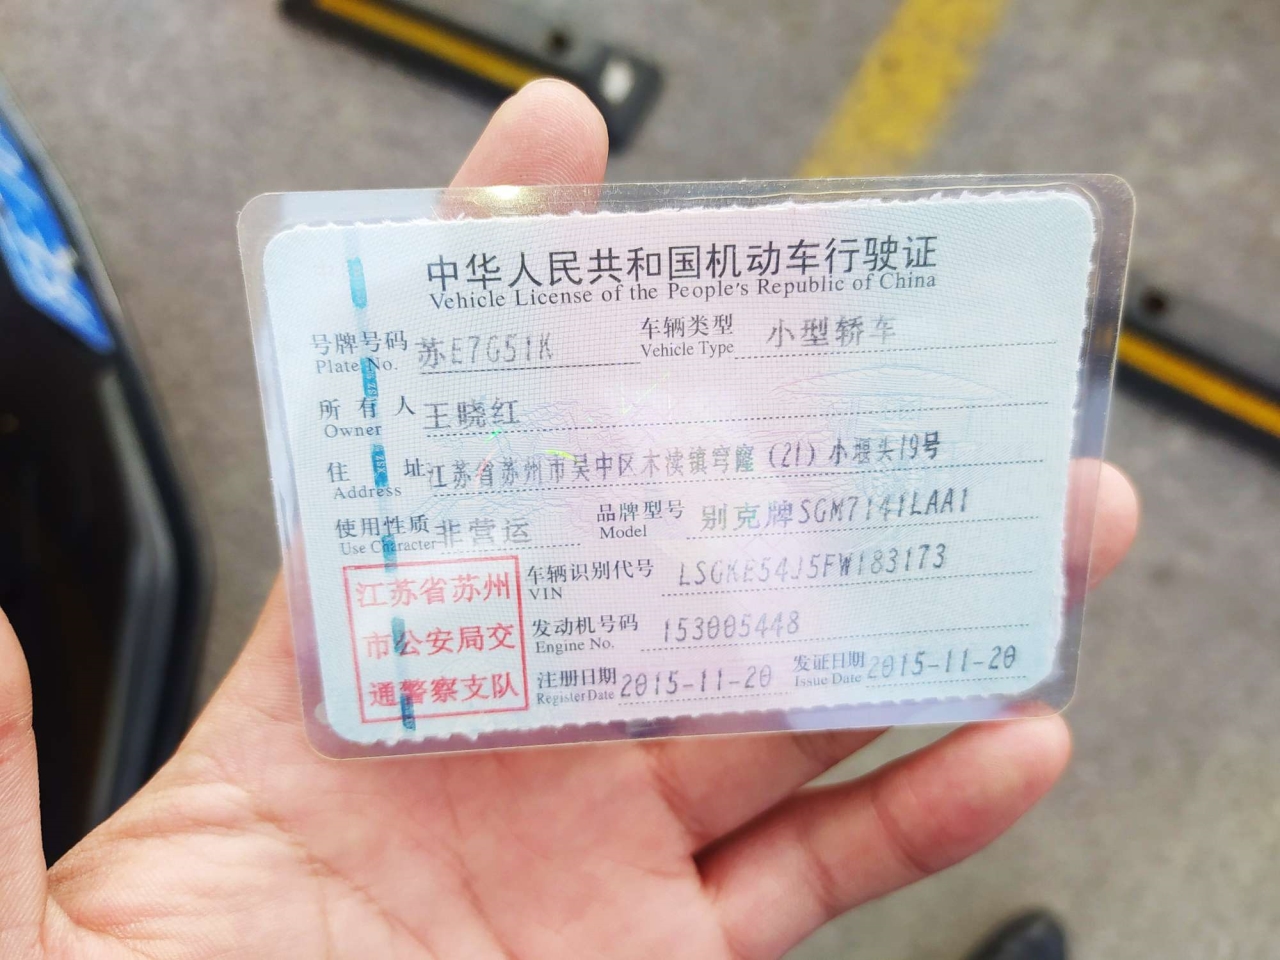 中华人民共和国机动车行驶证
Vehicle License of the People's Republic of China
号牌号码 苏E7G51K 车辆类型 小型轿车
Plate No. Vehicle Type
所有人 王晓红
Owner
住址 江苏省苏州市吴中区木渎镇穹窿(21)小堰头19号
Address
使用性质 非营运 品牌型号 别克牌SGM7141LAA1
Use Character Model
江苏省苏州
市公安局交
通警察支队
车辆识别代号 LSGKE54J5FW183173
VIN
发动机号码 153005448
Engine No.
注册日期 2015-11-20 发证日期 2015-11-20
Register Date Issue Date